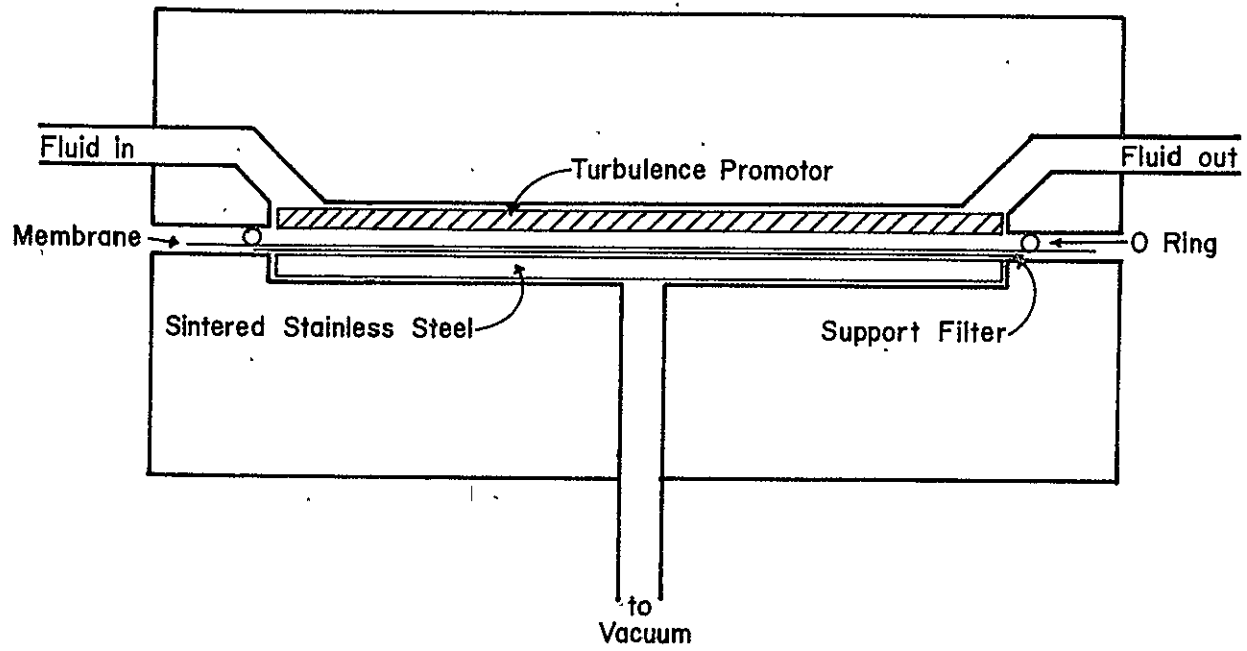 Fluid in
Fluid out
Turbulence Promotor
Membrane
O Ring
Sintered Stainless Steel
Support Filter
to
Vacuum